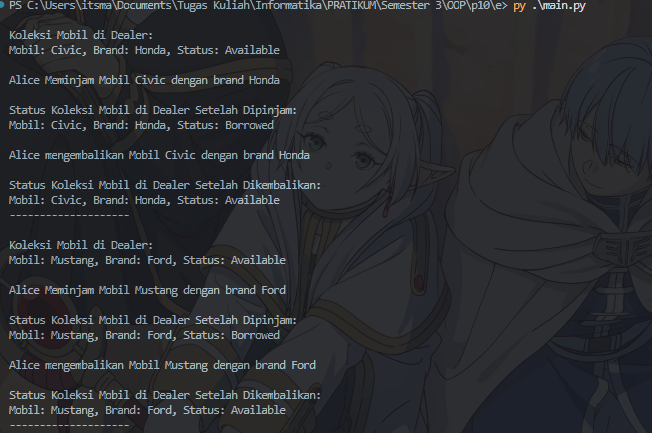 PS C:\Users\itsma\Documents\Tugas Kuliah\Informatika\PRATIKUM\Semester 3\OOP\p10\e> py .\main.py
Koleksi Mobil di Dealer:
Mobil: Civic, Brand: Honda, Status: Available
Alice Meminjam Mobil Civic dengan brand Honda
Status Koleksi Mobil di Dealer Setelah Dipinjam:
Mobil: Civic, Brand: Honda, Status: Borrowed
Alice mengembalikan Mobil Civic dengan brand Honda
Status Koleksi Mobil di Dealer Setelah Dikembalikan:
Mobil: Civic, Brand: Honda, Status: Available
--------------------
Koleksi Mobil di Dealer:
Mobil: Mustang, Brand: Ford, Status: Available
Alice Meminjam Mobil Mustang dengan brand Ford
Status Koleksi Mobil di Dealer Setelah Dipinjam:
Mobil: Mustang, Brand: Ford, Status: Borrowed
Alice mengembalikan Mobil Mustang dengan brand Ford
Status Koleksi Mobil di Dealer Setelah Dikembalikan:
Mobil: Mustang, Brand: Ford, Status: Available
--------------------